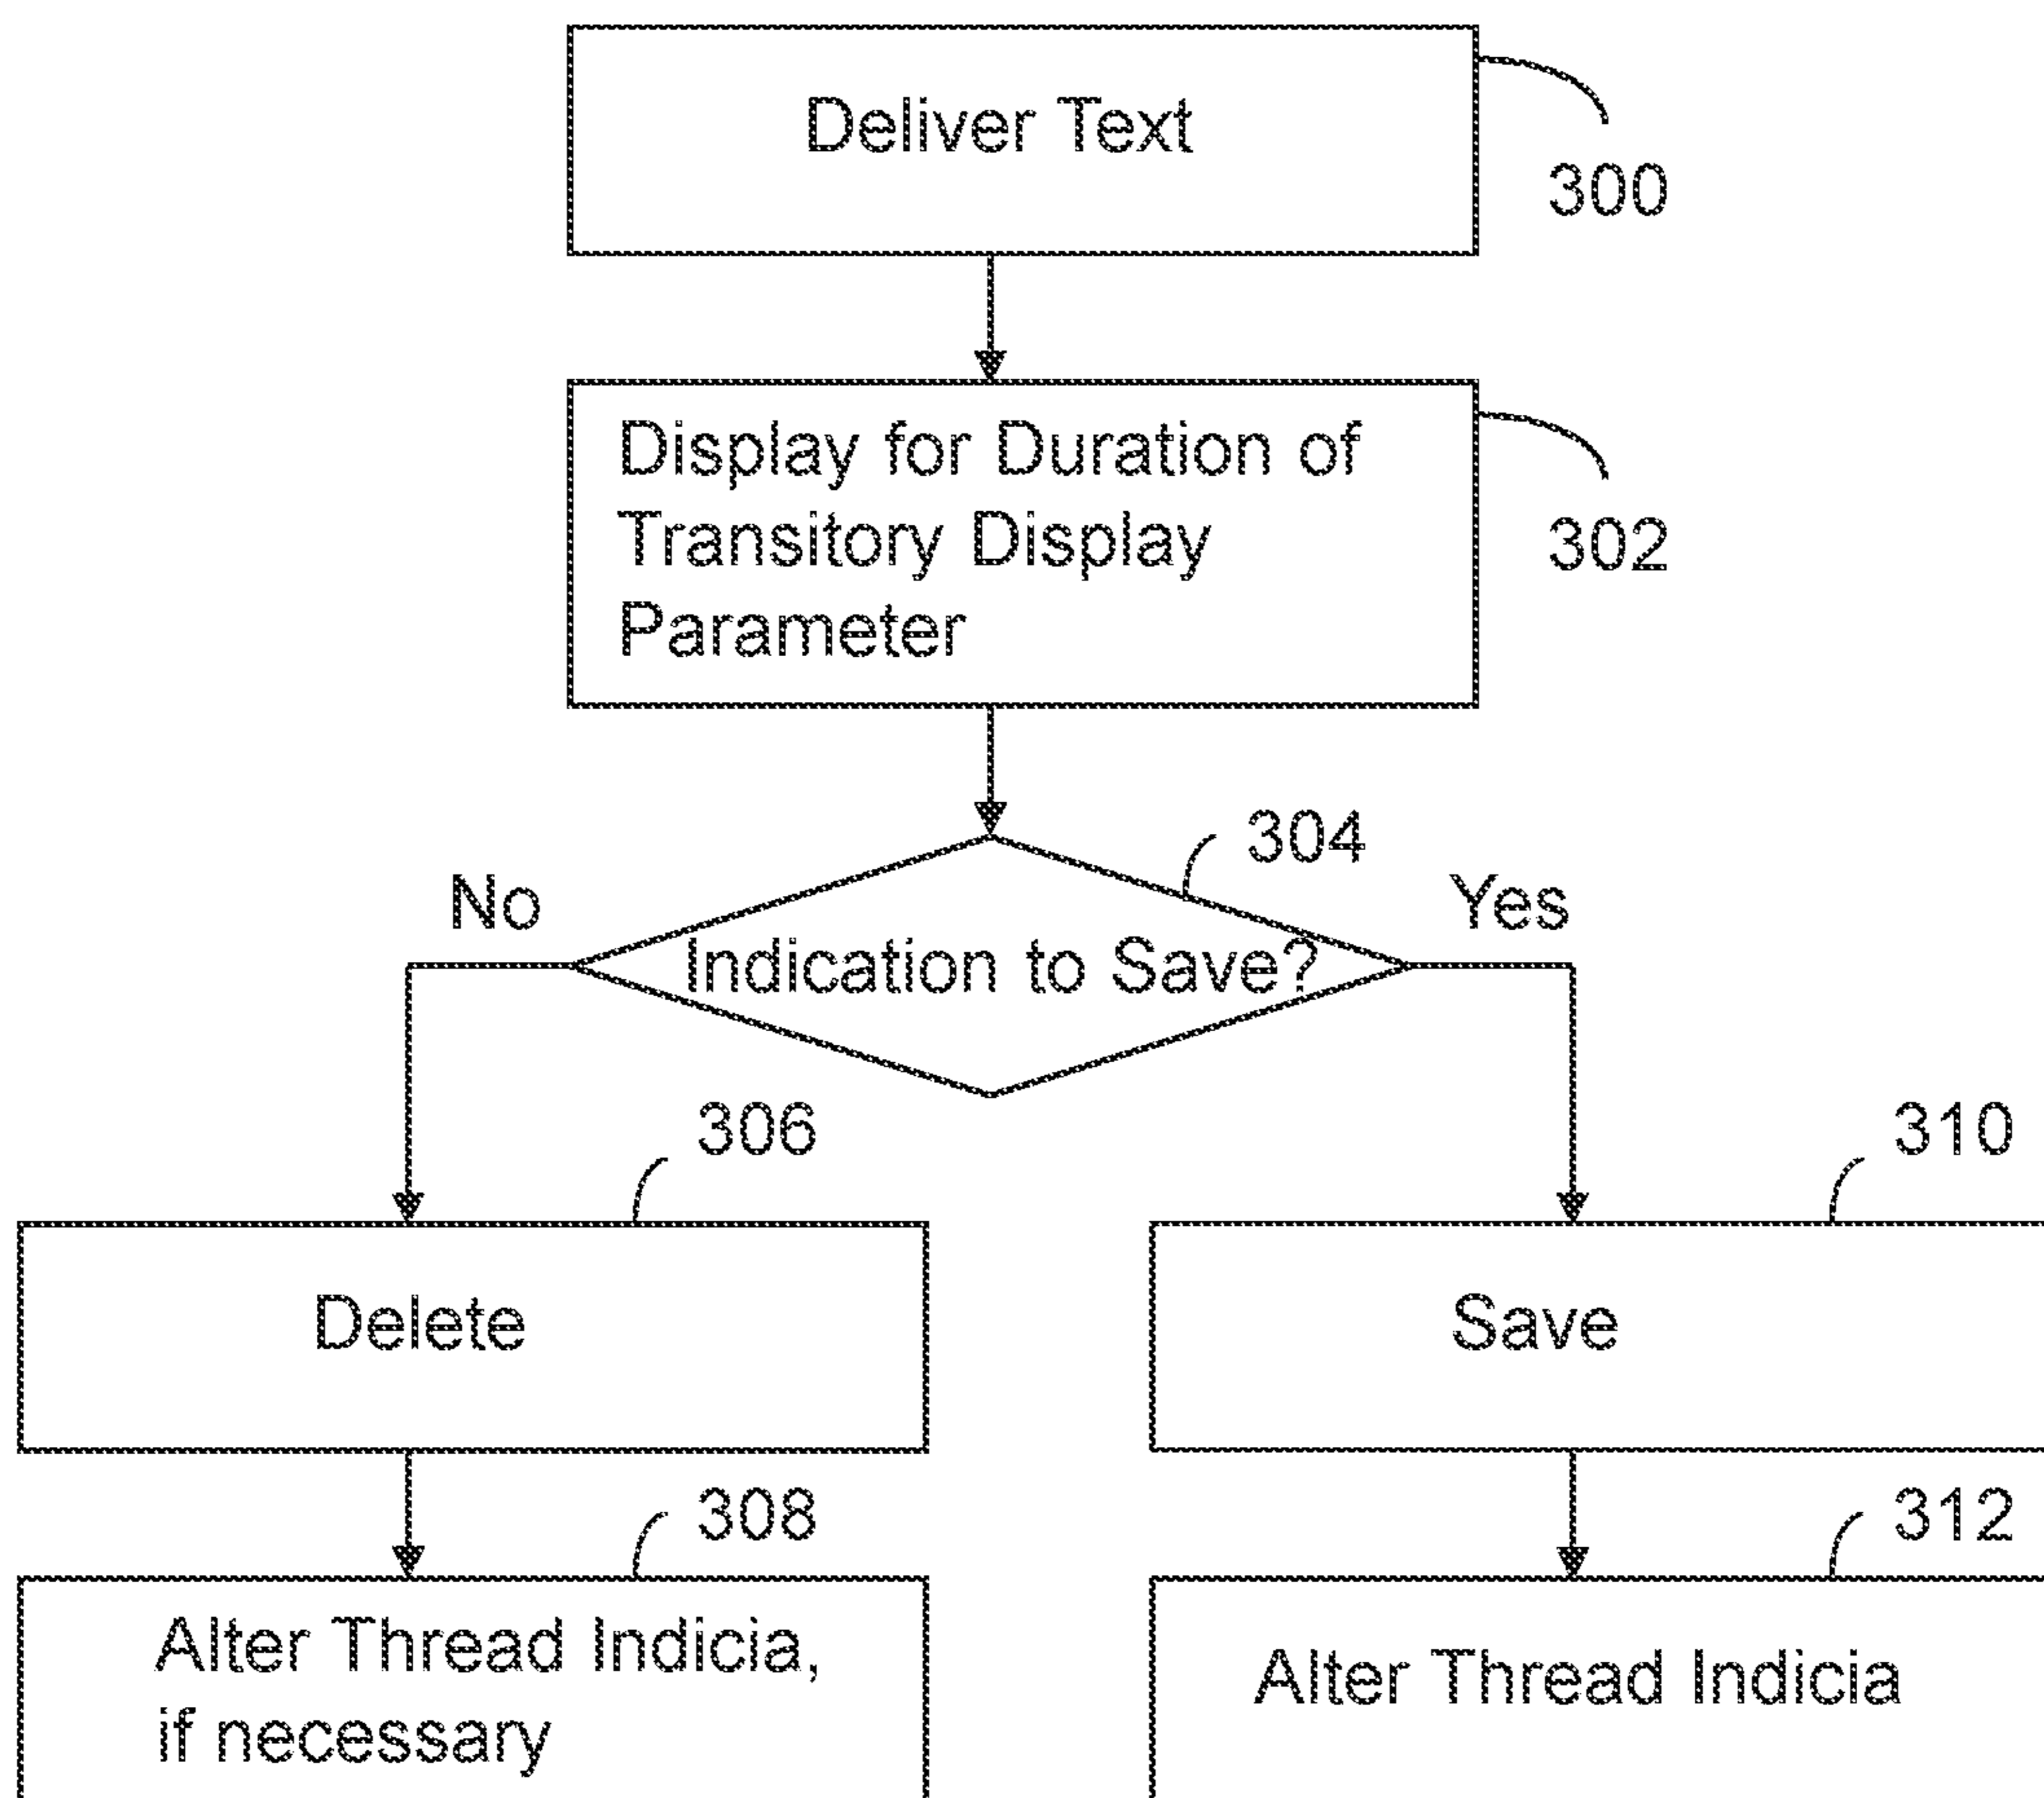 Deliver Text
300
Display for Duration of
Transitory Display
Parameter
302
304
No
Yes
Indication to Save?
306
310
Delete
Save
308
312
Alter Thread Indicia,
if necessary
Alter Thread Indicia